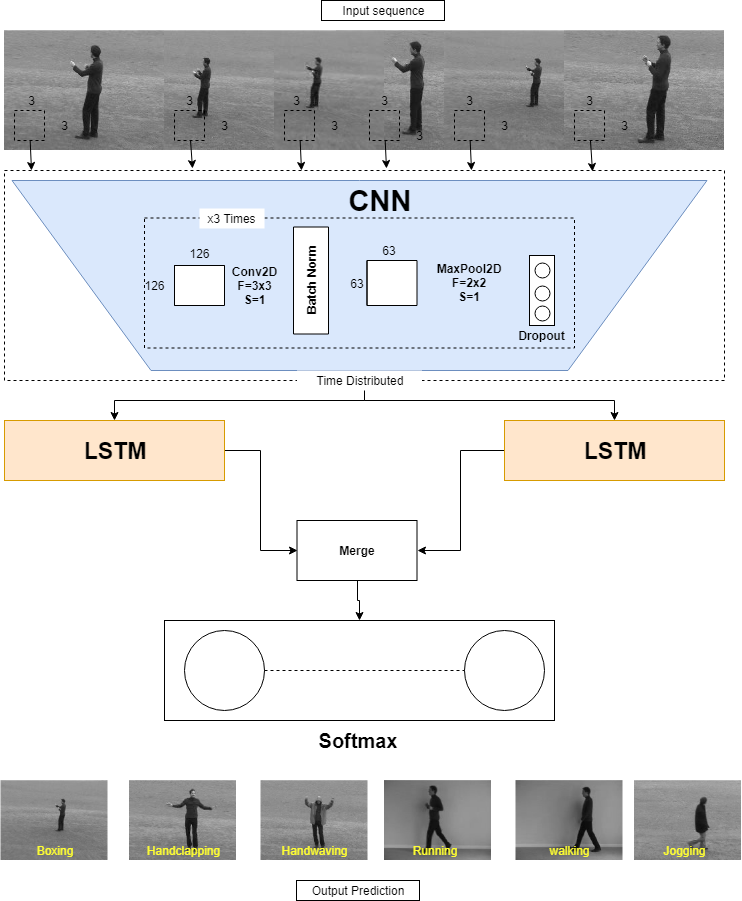 Input sequence
3
3
3
3
3
3
3
3
3
3
3
3
CNN
x3 Times
126
126
Conv2D
F=3x3
S=1
Batch Norm
63
63
MaxPool2D
F=2x2
S=1
Dropout
Time Distributed
LSTM
LSTM
Merge
Softmax
Boxing
Handclapping
Handwaving
Running
walking
Jogging
Output Prediction